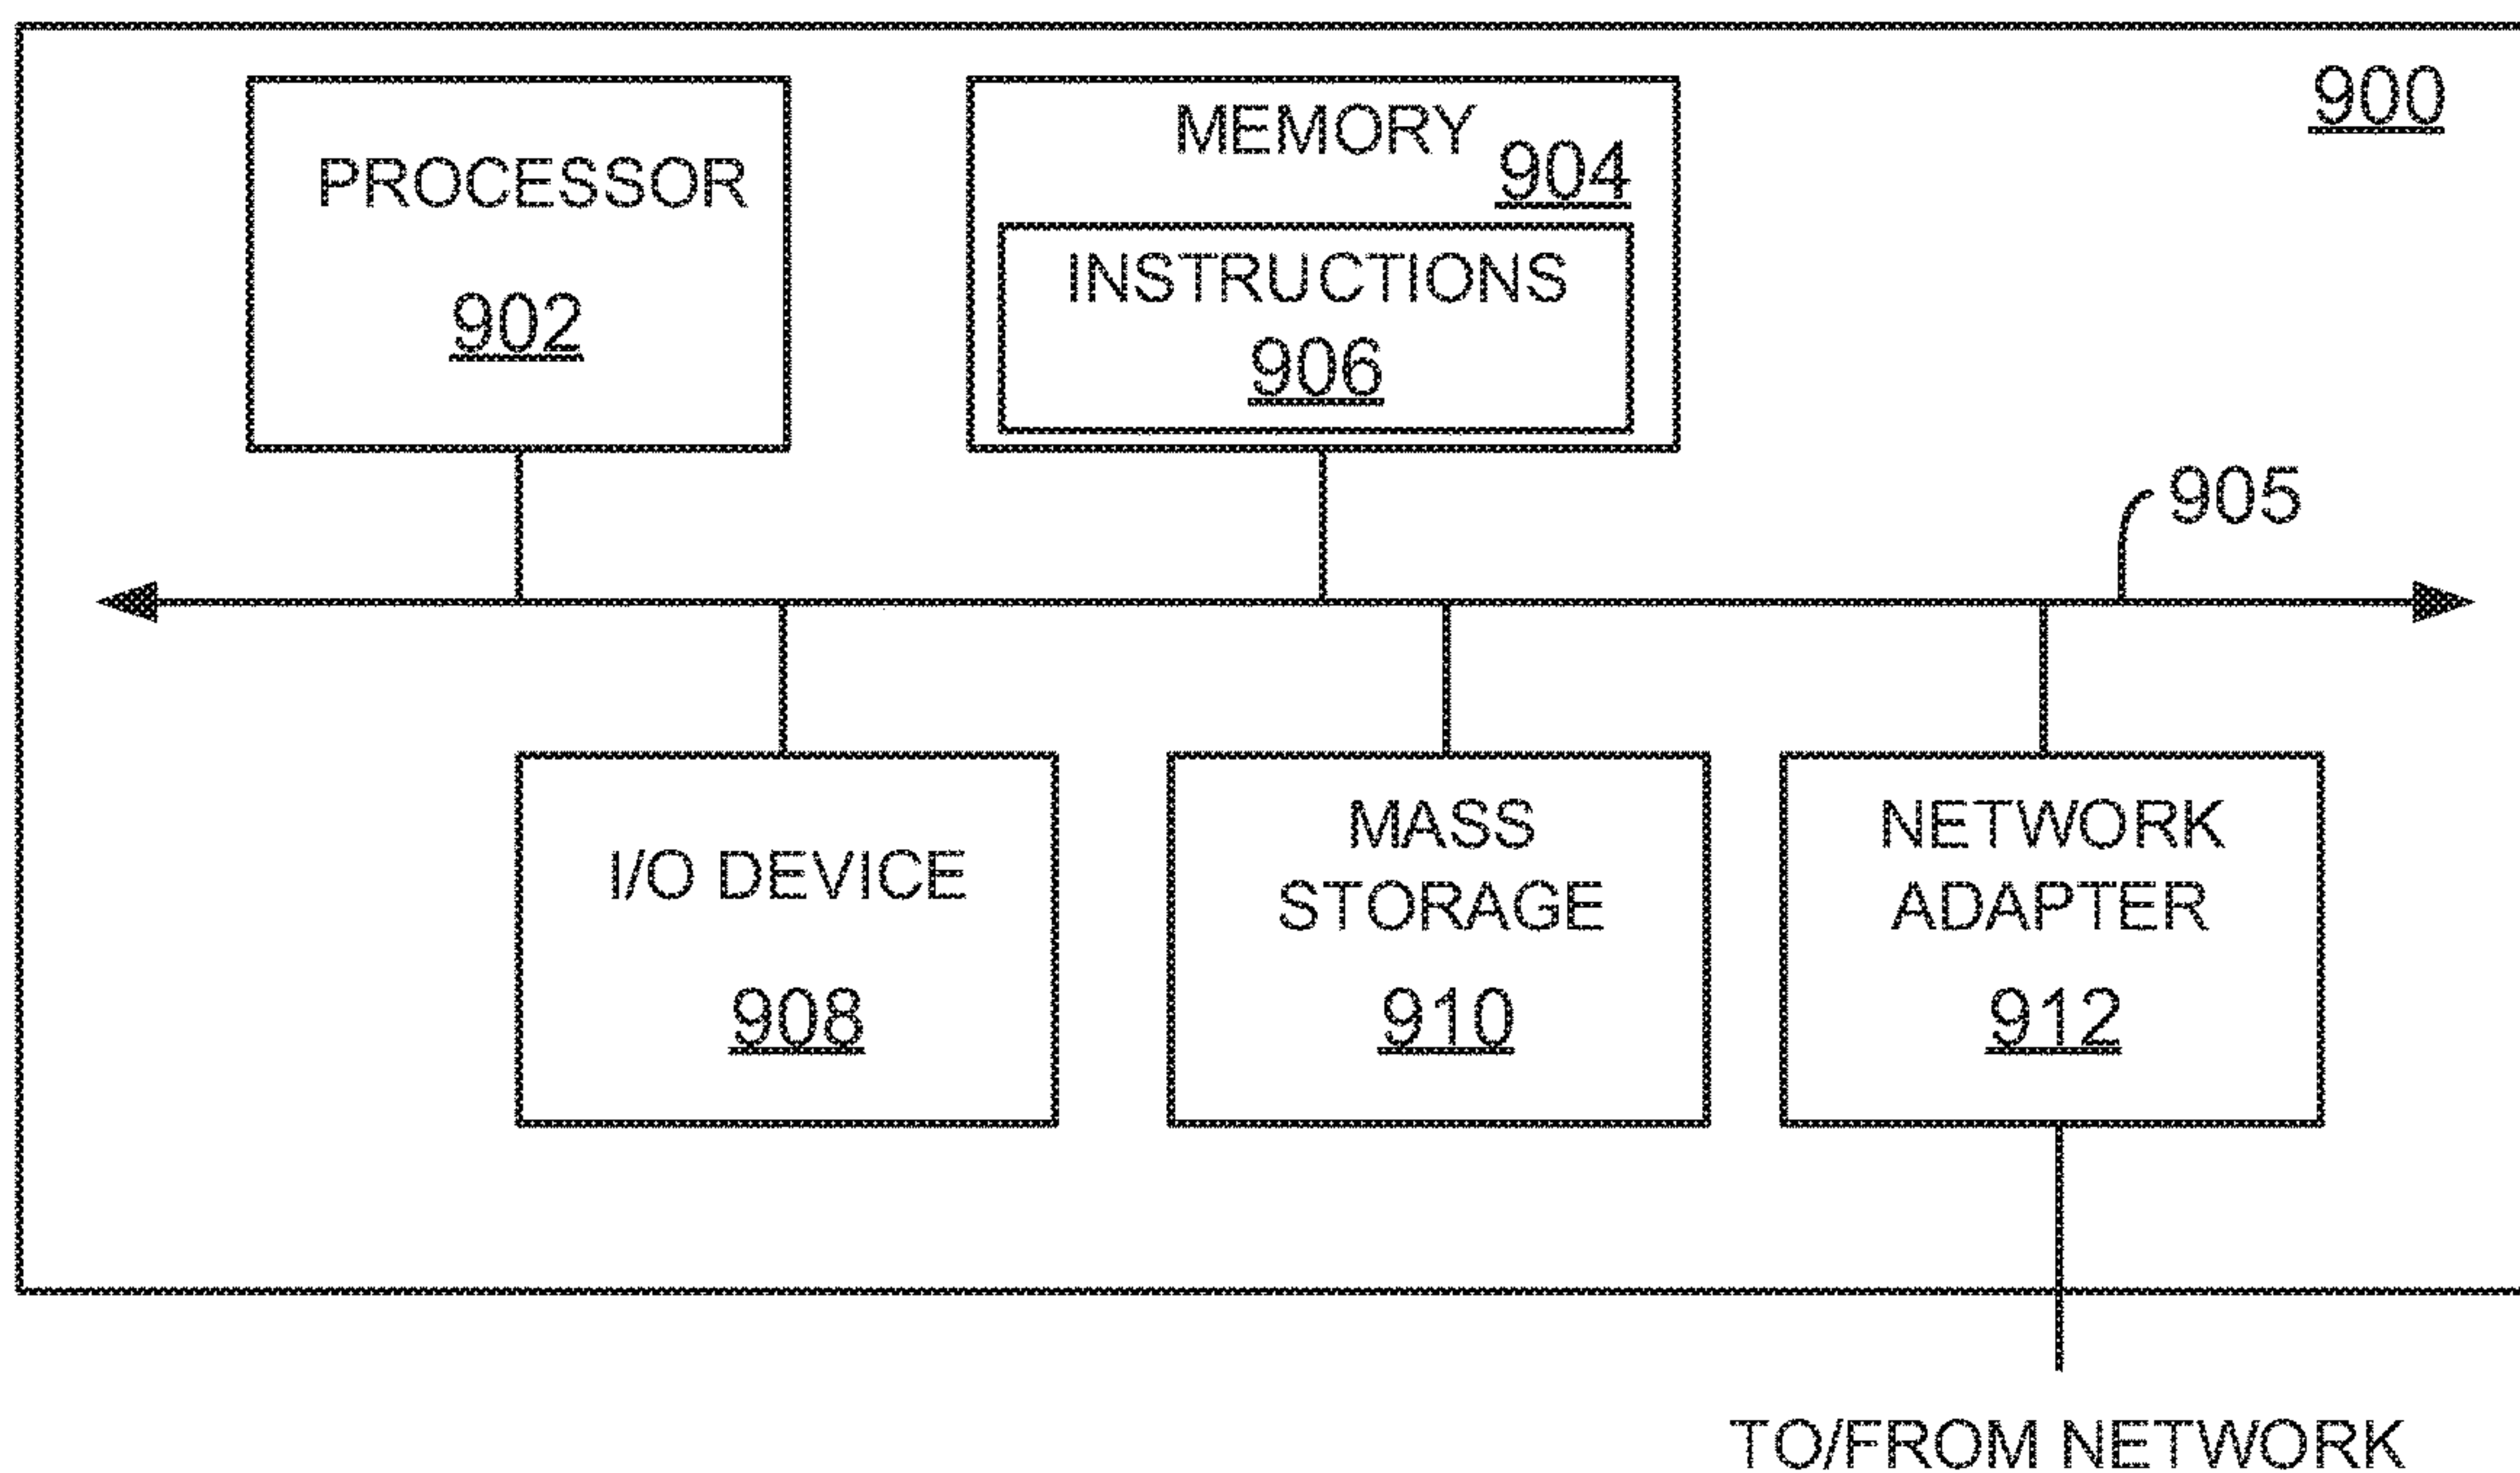 900
PROCESSOR
902
MEMORY
904
INSTRUCTIONS
906
905
I/O DEVICE
908
MASS
STORAGE
910
NETWORK
ADAPTER
912
TO/FROM NETWORK